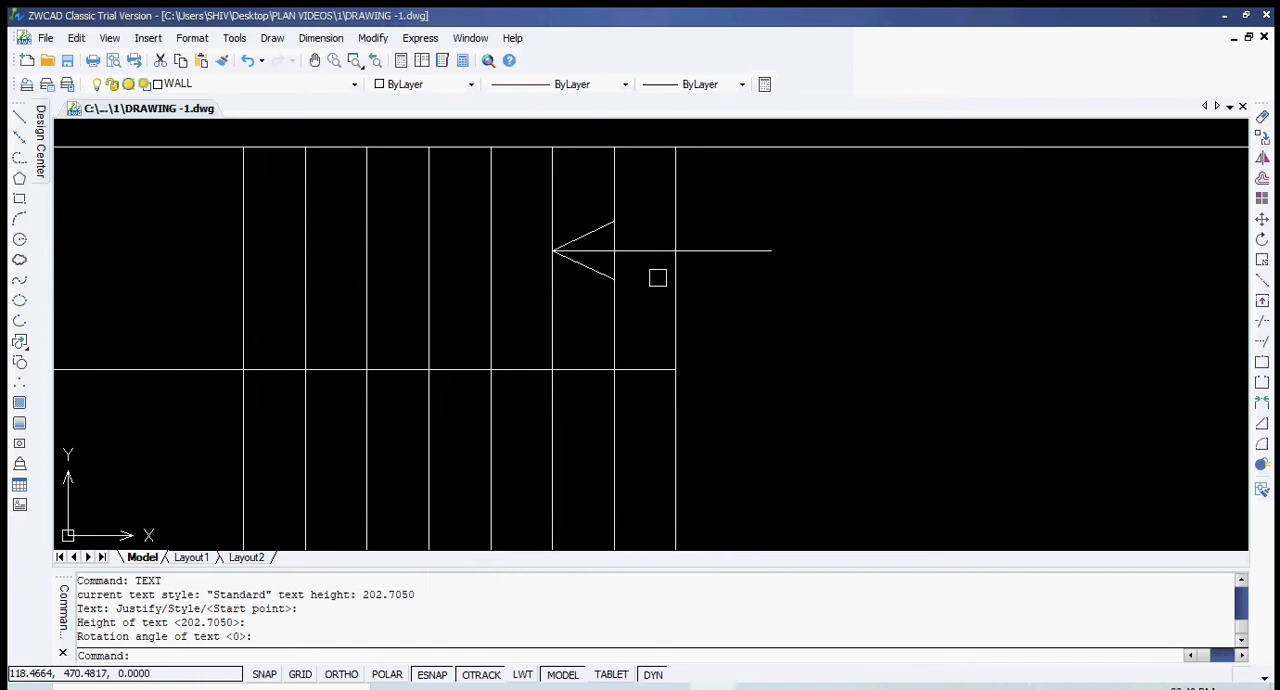 ZWCAD Classic Trial Version - [C:\Users\SHIV\Desktop\PLAN VIDEOS\1\DRAWING -1.dwg]
File Edit View Insert Format Tools Draw Dimension Modify Express Window Help
WALL ByLayer ByLayer ByLayer
C:\...\1\DRAWING -1.dwg
Design Center
Y
X
Model Layout1 Layout2
Comman...
Command: TEXT
current text style: "Standard" text height: 202.7050
Text: Justify/Style/<Start point>:
Height of text <202.7050>:
Rotation angle of text <0>:
Command:
118.4664, 470.4817, 0.0000 SNAP GRID ORTHO POLAR ESNAP OTRACK LWT MODEL TABLET DYN